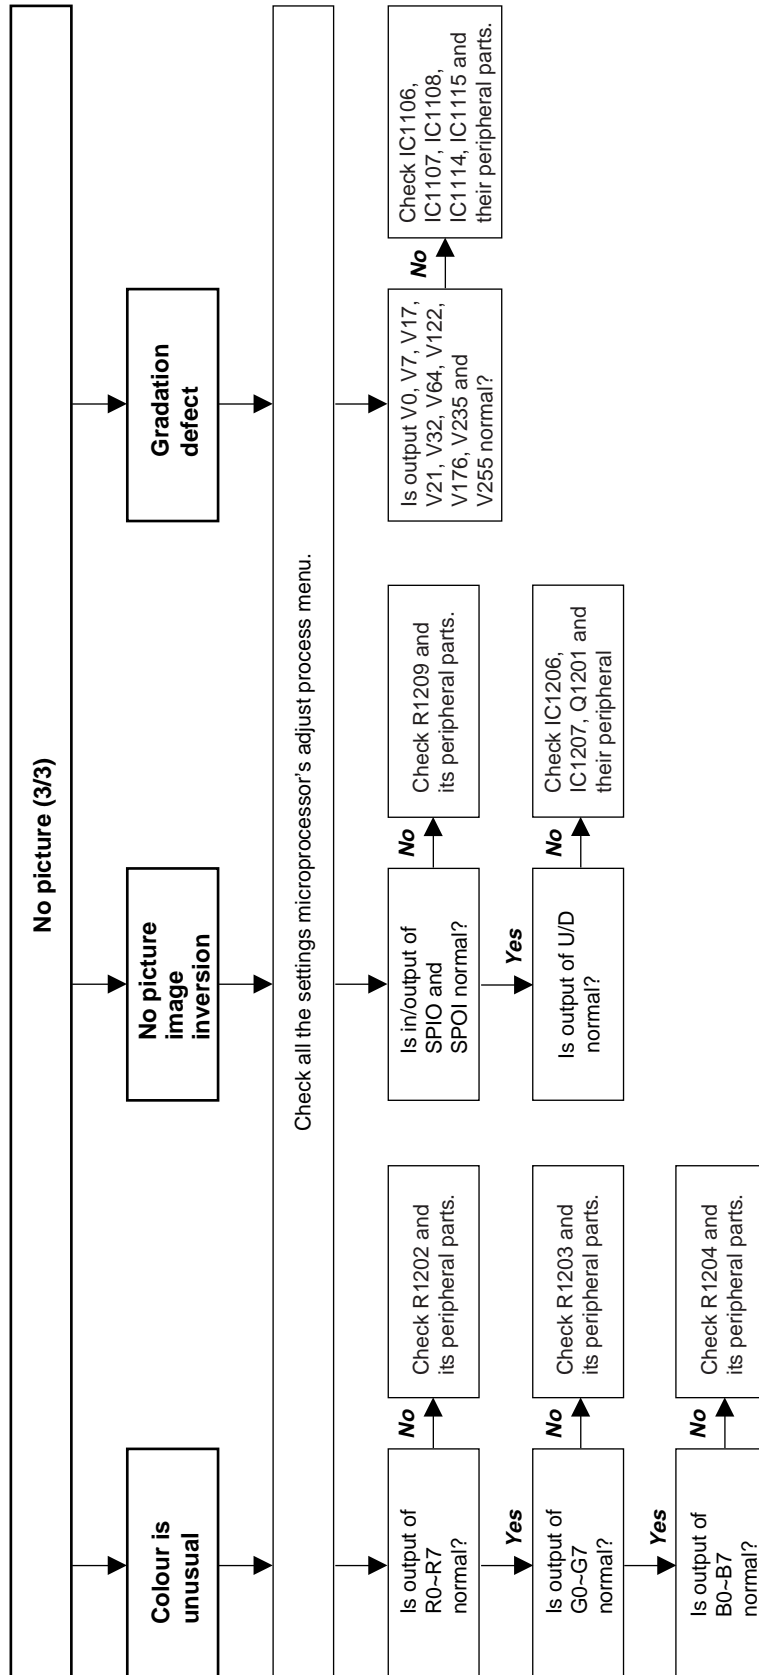 No picture (3/3)
Colour is
unusual
No picture
image
inversion
Gradation
defect
Check all the settings microprocessor's adjust process menu.
Is output of
R0~R7
normal?
No
Check R1202 and
its peripheral parts.
Yes
Is output of
G0~G7
normal?
No
Check R1203 and
its peripheral parts.
Yes
Is output of
B0~B7
normal?
No
Check R1204 and
its peripheral parts.
Is in/output of
SPIO and
SPOI normal?
No
Check R1209 and
its peripheral parts.
Yes
Is output of U/D
normal?
No
Check IC1206,
IC1207, Q1201 and
their peripheral
Is output V0, V7, V17,
V21, V32, V64, V122,
V176, V235 and
V255 normal?
No
Check IC1106,
IC1107, IC1108,
IC1114, IC1115 and
their peripheral parts.